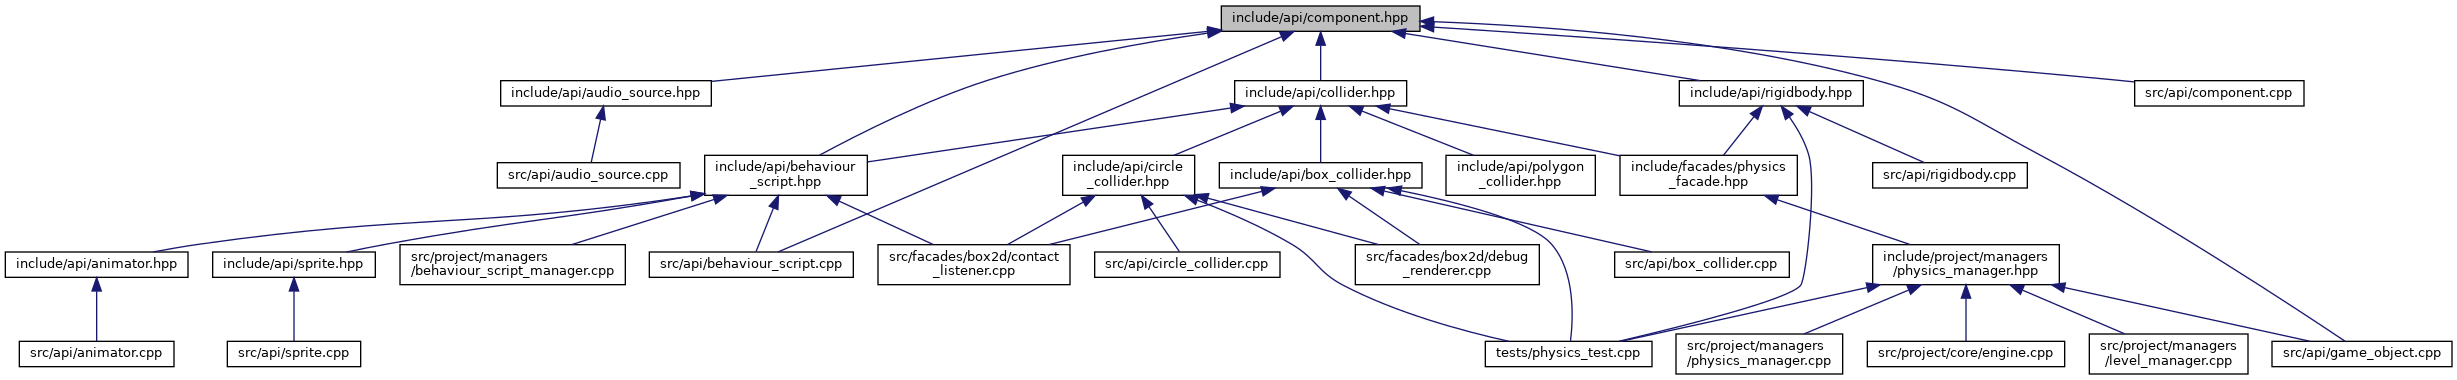 include/api/component.hpp
include/api/audio_source.hpp
include/api/collider.hpp
include/api/rigidbody.hpp
src/api/component.cpp
src/api/audio_source.cpp
include/api/behaviour
_script.hpp
include/api/circle
_collider.hpp
include/api/box_collider.hpp
include/api/polygon
_collider.hpp
include/facades/physics
_facade.hpp
src/api/rigidbody.cpp
include/api/animator.hpp
include/api/sprite.hpp
src/project/managers
/behaviour_script_manager.cpp
src/api/behaviour_script.cpp
src/facades/box2d/contact
_listener.cpp
src/api/circle_collider.cpp
src/facades/box2d/debug
_renderer.cpp
src/api/box_collider.cpp
include/project/managers
/physics_manager.hpp
src/api/animator.cpp
src/api/sprite.cpp
tests/physics_test.cpp
src/project/managers
/physics_manager.cpp
src/project/core/engine.cpp
src/project/managers
/level_manager.cpp
src/api/game_object.cpp